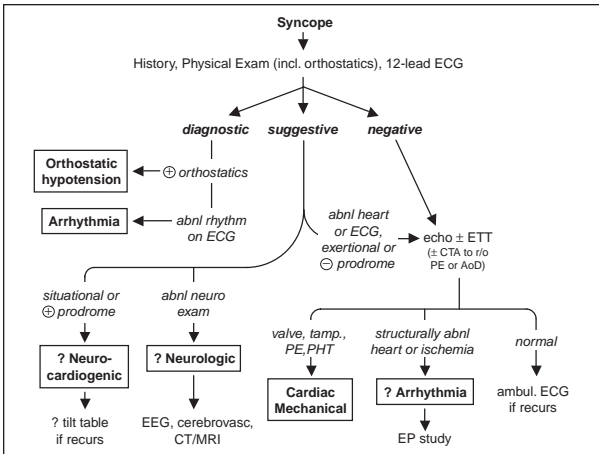 Syncope
History, Physical Exam (incl. orthostatics), 12-lead ECG
diagnostic suggestive negative
Orthostatic
hypotension
⊕ orthostatics
Arrhythmia
abnl rhythm
on ECG
abnl heart
or ECG,
exertional or
⊖ prodrome
echo ± ETT
(± CTA to r/o
PE or AoD)
situational or
⊕ prodrome
abnl neuro
exam
? Neuro-
cardiogenic
? Neurologic
? tilt table
if recurs
EEG, cerebrovasc,
CT/MRI
valve, tamp.,
PE,PHT
structurally abnl
heart or ischemia
normal
Cardiac
Mechanical
? Arrhythmia
ambul. ECG
if recurs
EP study